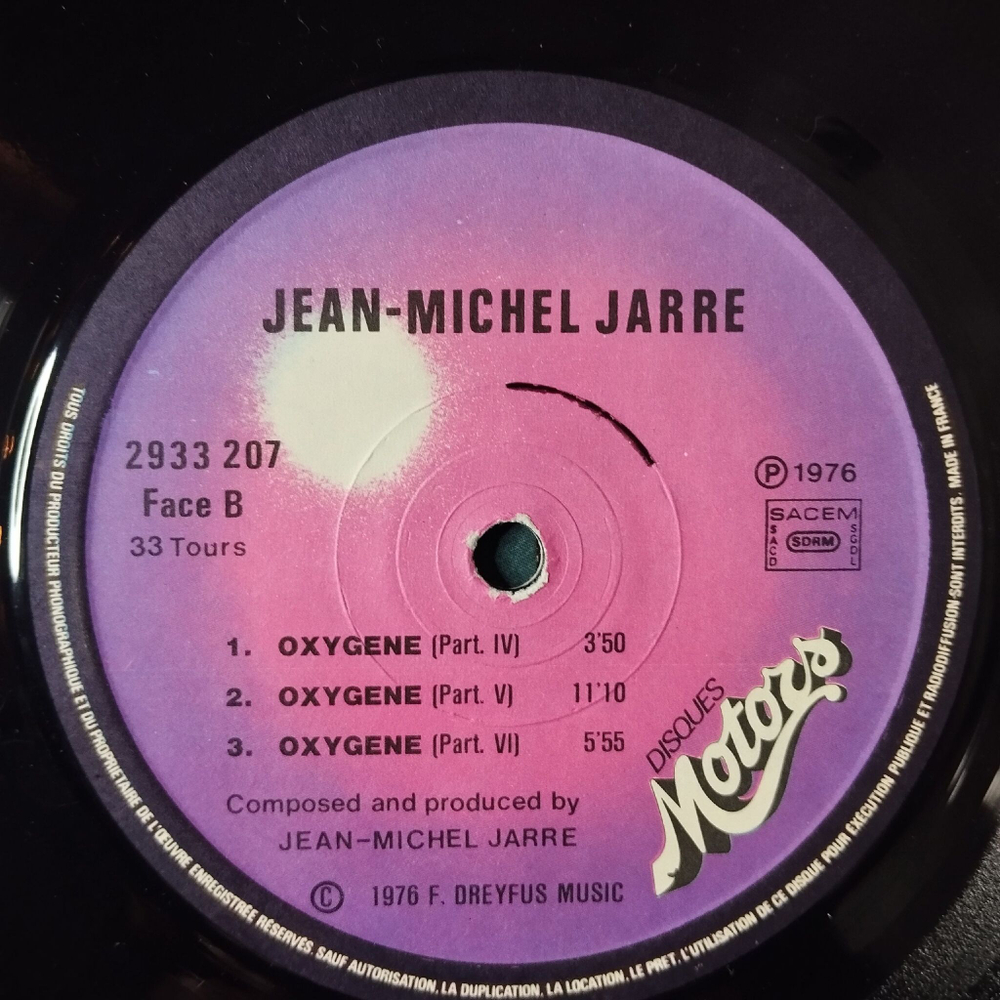 JEAN-MICHEL JARRE
2933 207
Face B
33 Tours
Ⓟ 1976
SACEM
SACD
SDRM
SGDL
1. OXYGENE (Part. IV) 3'50
2. OXYGENE (Part. V) 11'10
3. OXYGENE (Part. VI) 5'55
DISQUES
Motors
Composed and produced by
JEAN-MICHEL JARRE
© 1976 F. DREYFUS MUSIC
TOUS DROITS DU PRODUCTEUR PHONOGRAPHIQUE ET DU PROPRIETAIRE DE L'ŒUVRE ENREGISTRÉE RÉSERVÉS. SAUF AUTORISATION, LA DUPLICATION, LA LOCATION, LE PRET, L'UTILISATION DE CE DISQUE POUR EXÉCUTION PUBLIQUE ET RADIODIFFUSION SONT INTERDITS. MADE IN FRANCE